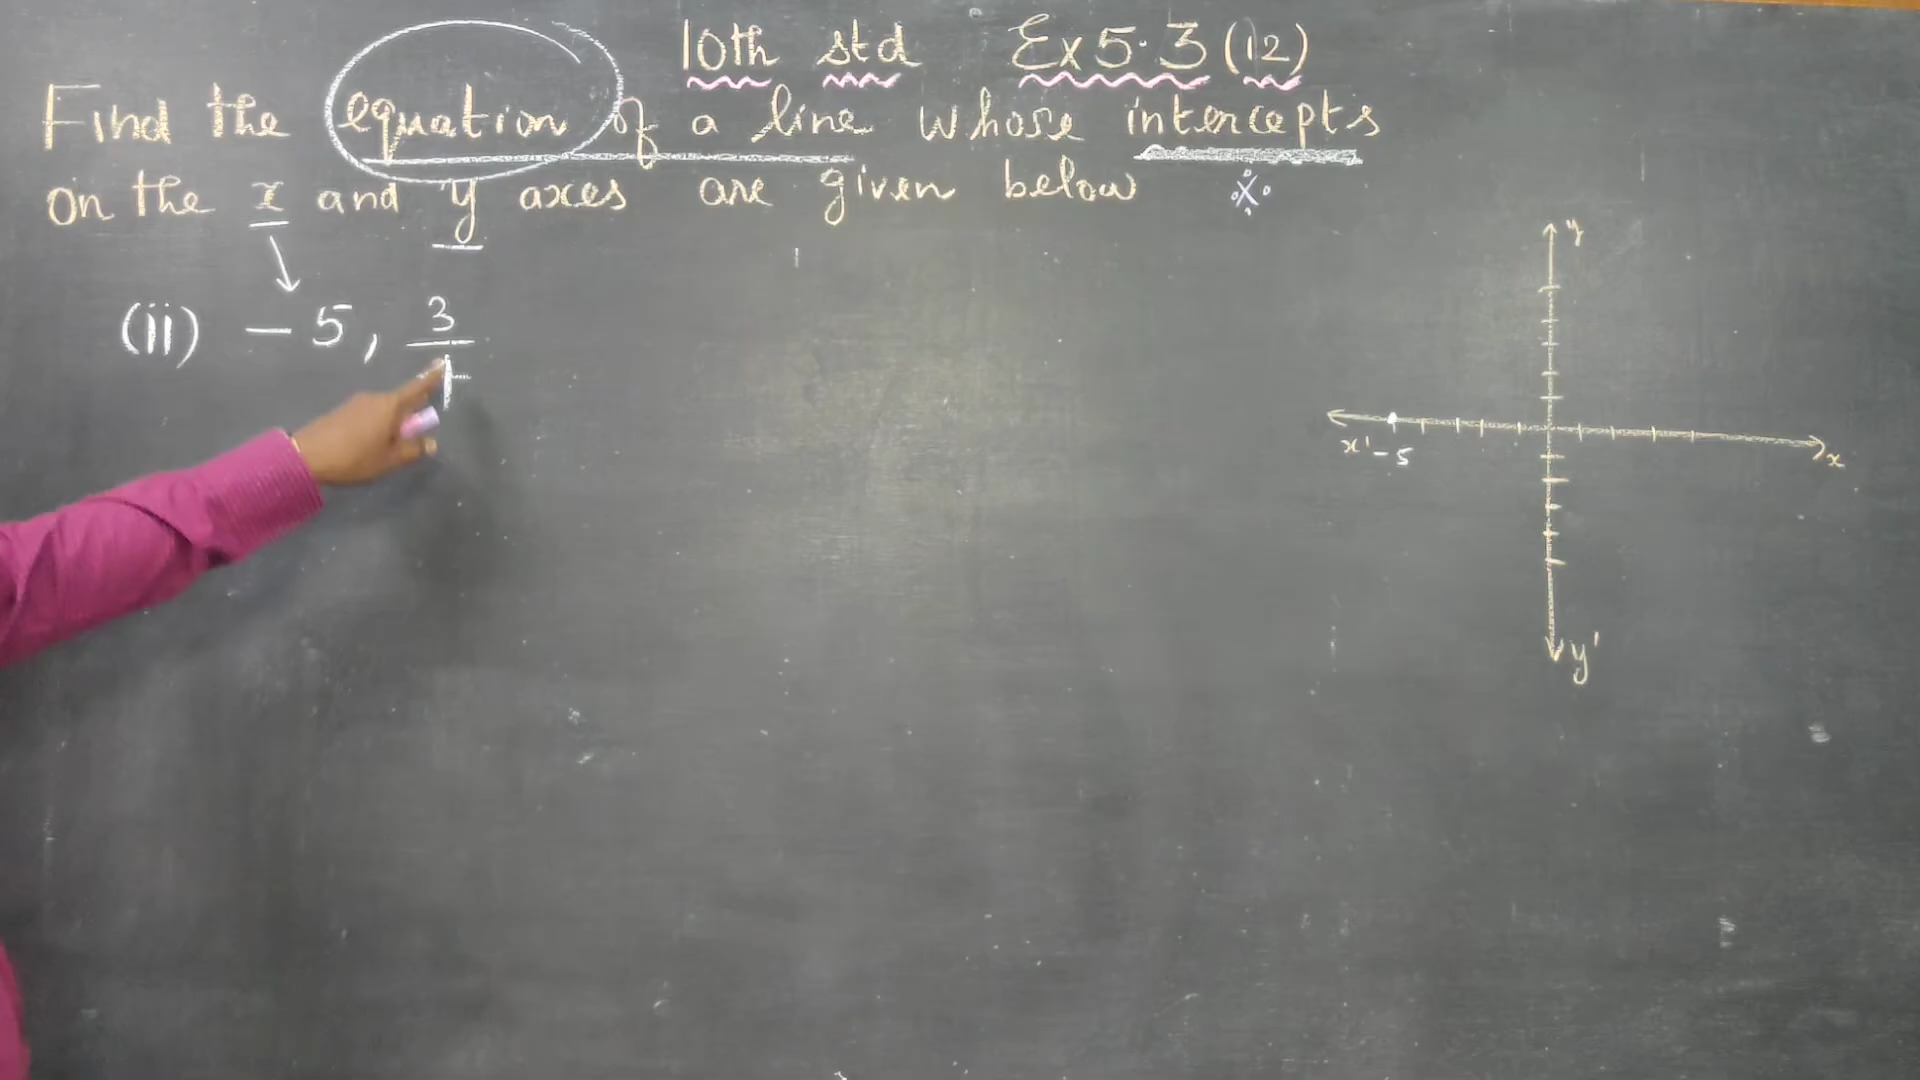 10th std Ex 5.3 (12)
Find the equation of a line whose intercepts
on the x and y axes are given below
(ii) - 5, 3/4
y
x' -5 x
y'